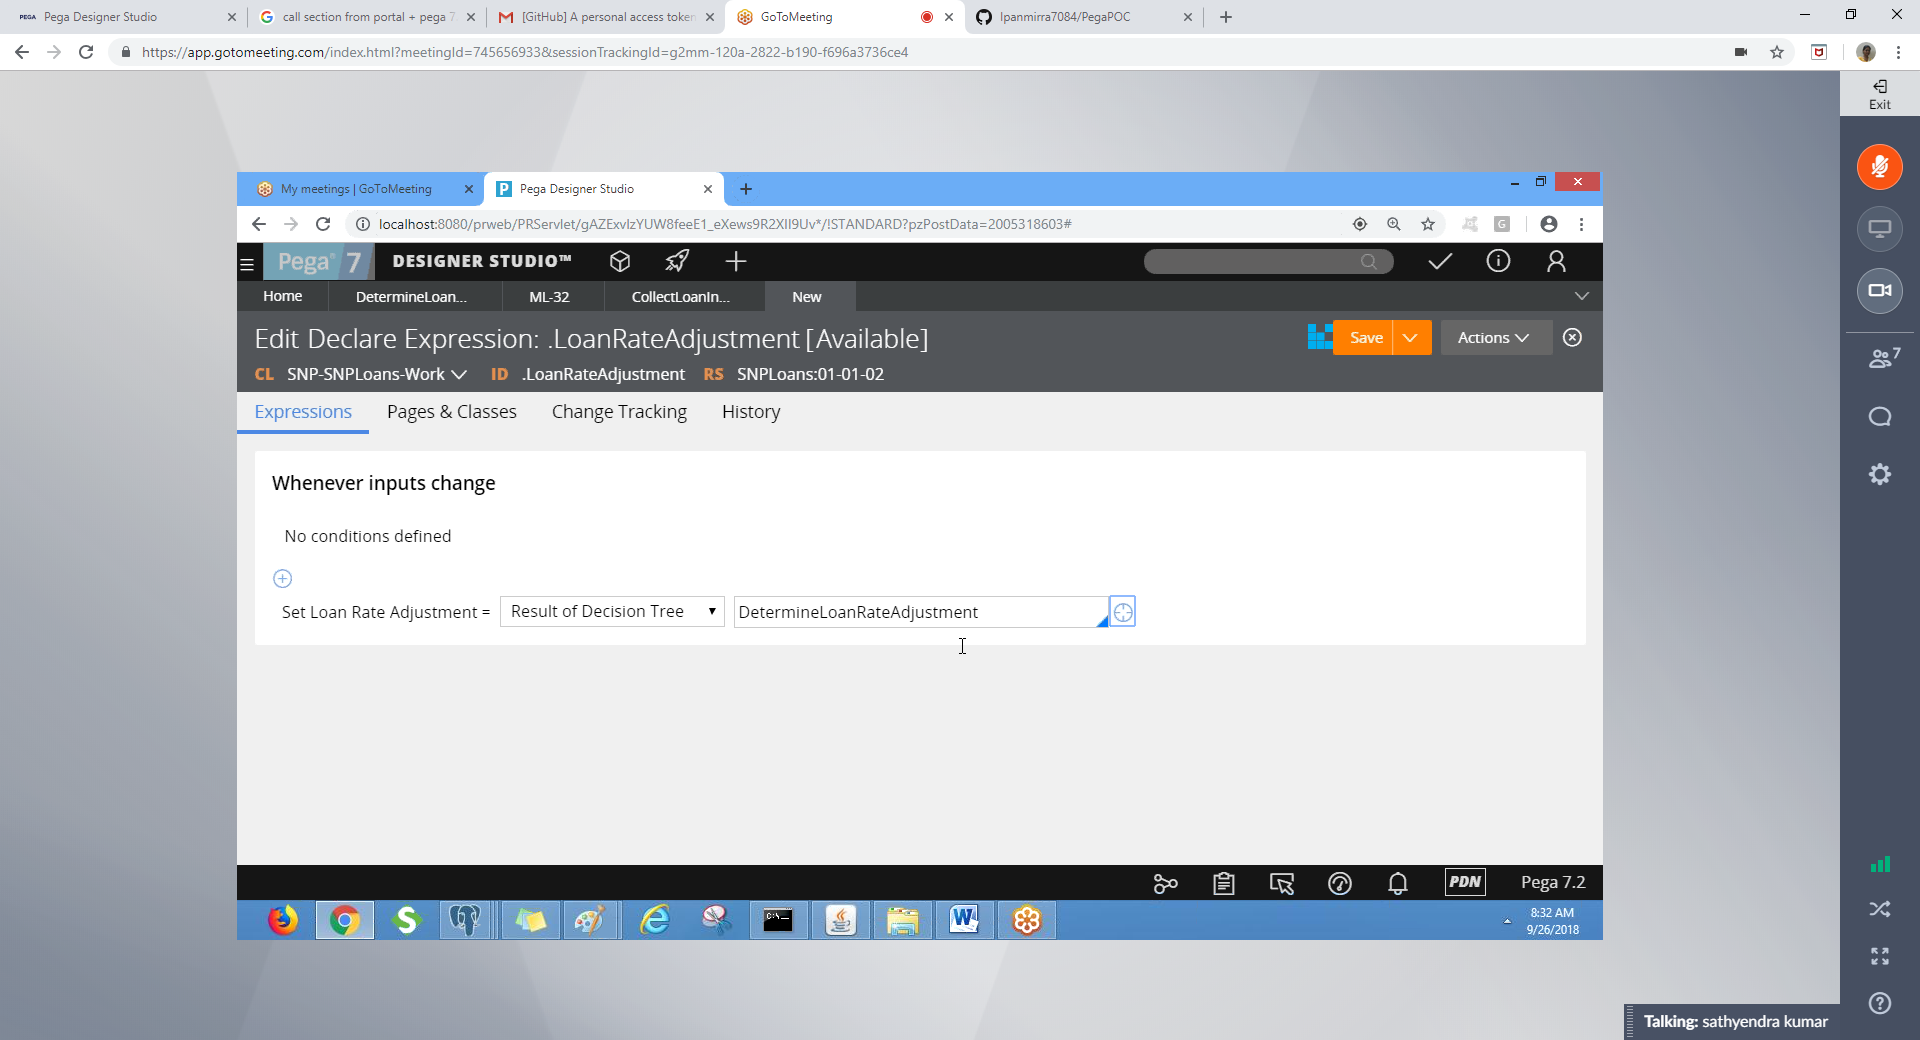 PEGA Pega Designer Studio
call section from portal + pega 7
[GitHub] A personal access token
GoToMeeting
lpanmirra7084/PegaPOC
https://app.gotomeeting.com/index.html?meetingId=745656933&sessionTrackingId=g2mm-120a-2822-b190-f696a3736ce4
Exit
My meetings | GoToMeeting
Pega Designer Studio
localhost:8080/prweb/PRServlet/gAZExvlzYUW8feeE1_eXews9R2XII9Uv*/!STANDARD?pzPostData=2005318603#
Pega 7 DESIGNER STUDIO™
Home DetermineLoan... ML-32 CollectLoanIn... New
Edit Declare Expression: .LoanRateAdjustment [Available]
Save Actions
CL SNP-SNPLoans-Work ID .LoanRateAdjustment RS SNPLoans:01-01-02
7
Expressions Pages & Classes Change Tracking History
Whenever inputs change
No conditions defined
Set Loan Rate Adjustment = Result of Decision Tree DetermineLoanRateAdjustment
PDN Pega 7.2
8:32 AM
9/26/2018
Talking: sathyendra kumar